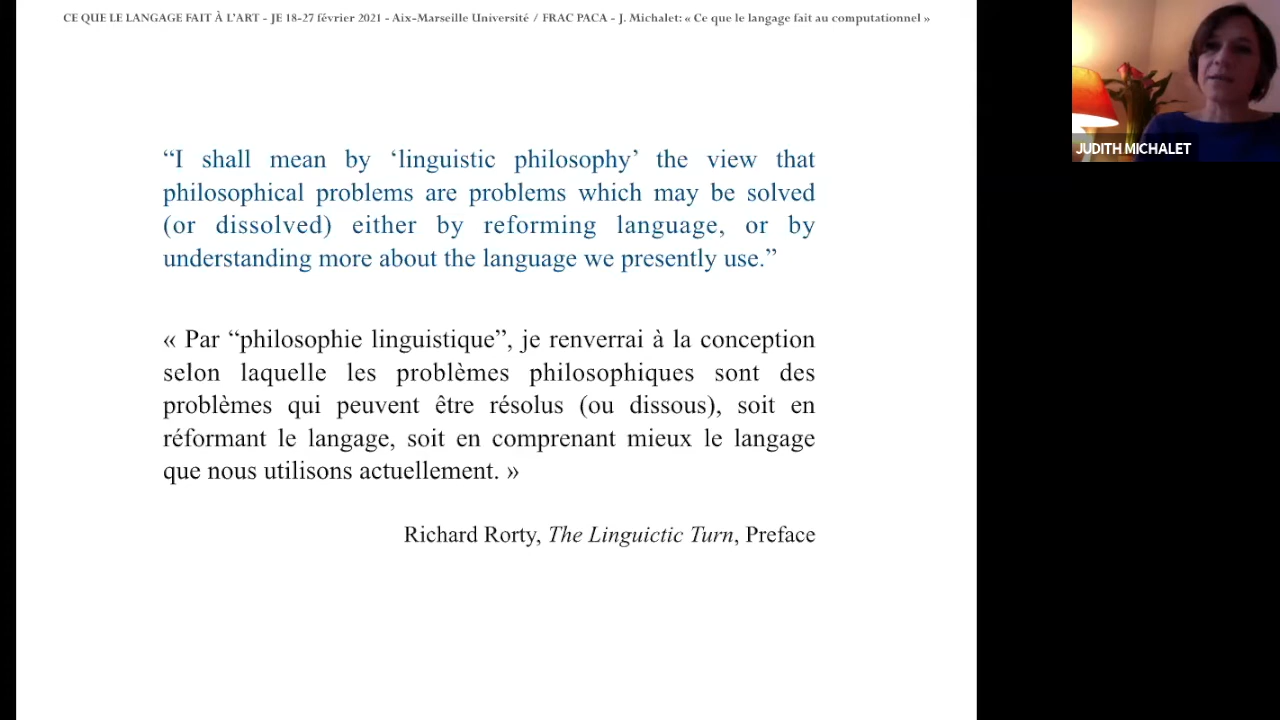 CE QUE LE LANGAGE FAIT À L'ART - JE 18-27 février 2021 - Aix-Marseille Université / FRAC PACA - J. Michalet: « Ce que le langage fait au computationnel »
JUDITH MICHALET
“I shall mean by ‘linguistic philosophy’ the view that
philosophical problems are problems which may be solved
(or dissolved) either by reforming language, or by
understanding more about the language we presently use.”
« Par “philosophie linguistique”, je renverrai à la conception
selon laquelle les problèmes philosophiques sont des
problèmes qui peuvent être résolus (ou dissous), soit en
réformant le langage, soit en comprenant mieux le langage
que nous utilisons actuellement. »
Richard Rorty, The Linguictic Turn, Preface